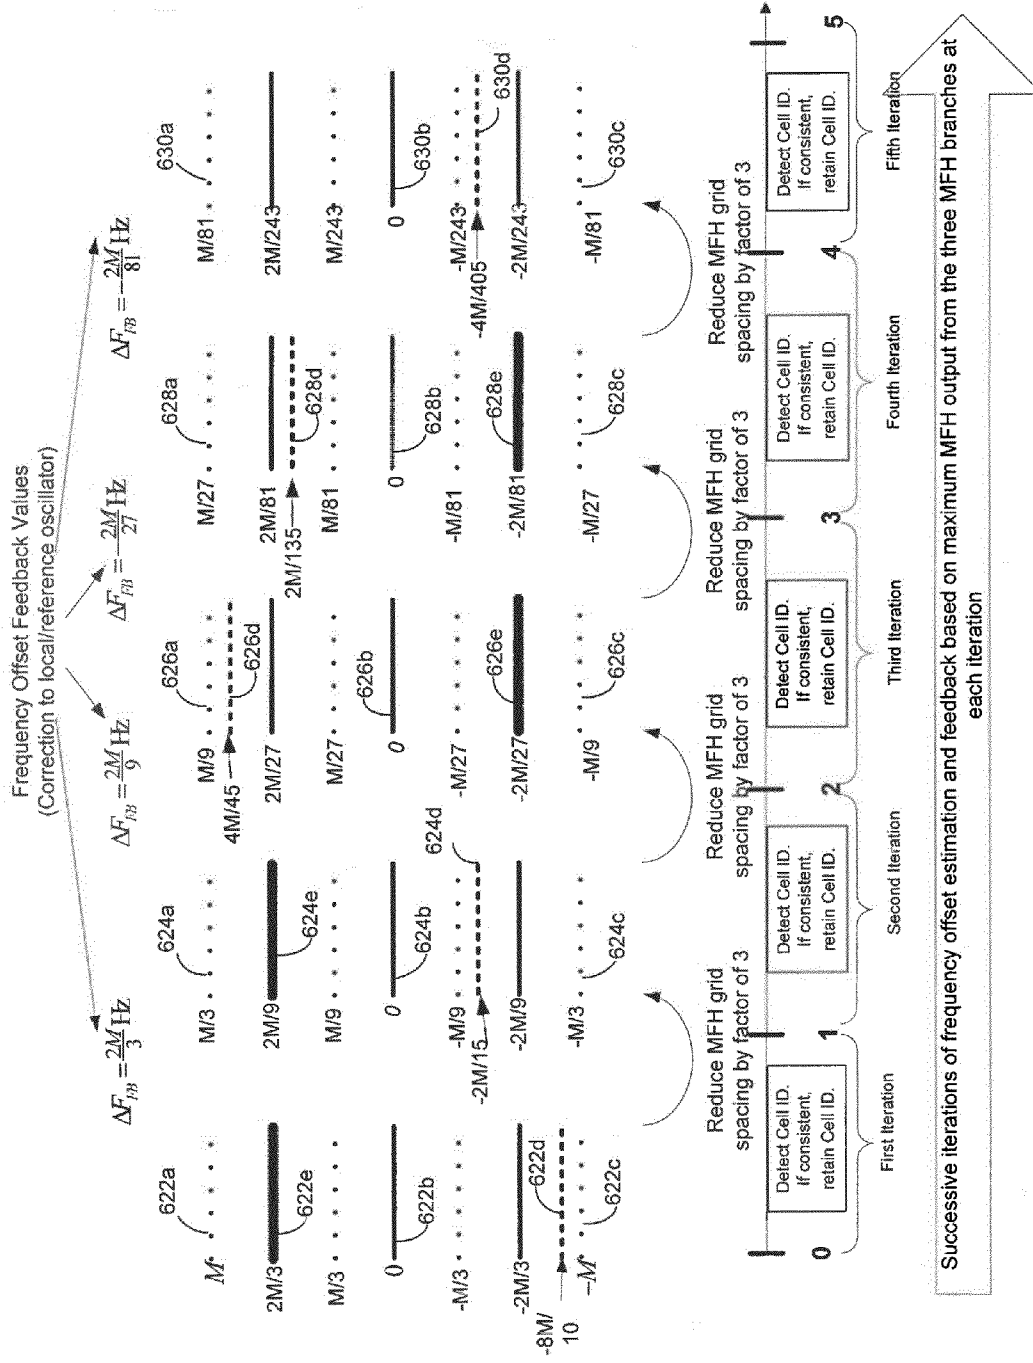 Frequency Offset Feedback Values
(Correction to local/reference oscillator)
ΔF_FB = 2M/3 Hz
ΔF_FB = 2M/9 Hz
ΔF_FB = -2M/27 Hz
ΔF_FB = -2M/81 Hz
M
622a
2M/3
622e
M/3
0
622b
-M/3
-2M/3
622d
-8M/
10
-M
622c
M/3
624a
2M/9
624e
M/9
0
624b
-M/9
624d
-2M/15
-2M/9
-M/3
624c
M/9
626a
4M/45
626d
2M/27
M/27
0
626b
-M/27
626e
-2M/27
-M/9
626c
M/27
628a
2M/81
2M/135
628d
M/81
0
628b
-M/81
628e
-2M/81
-M/27
628c
M/81
630a
2M/243
M/243
0
630b
-M/243
-4M/405
630d
-2M/243
-M/81
630c
Reduce MFH grid
spacing by factor of 3
Reduce MFH grid
spacing by factor of 3
Reduce MFH grid
spacing by factor of 3
Reduce MFH grid
spacing by factor of 3
Detect Cell ID.
If consistent,
retain Cell ID.
Detect Cell ID.
If consistent,
retain Cell ID.
Detect Cell ID.
If consistent,
retain Cell ID.
Detect Cell ID.
If consistent,
retain Cell ID.
Detect Cell ID.
If consistent,
retain Cell ID.
0
1
2
3
4
5
First Iteration
Second Iteration
Third Iteration
Fourth Iteration
Fifth Iteration
Successive iterations of frequency offset estimation and feedback based on maximum MFH output from the three MFH branches at
each iteration